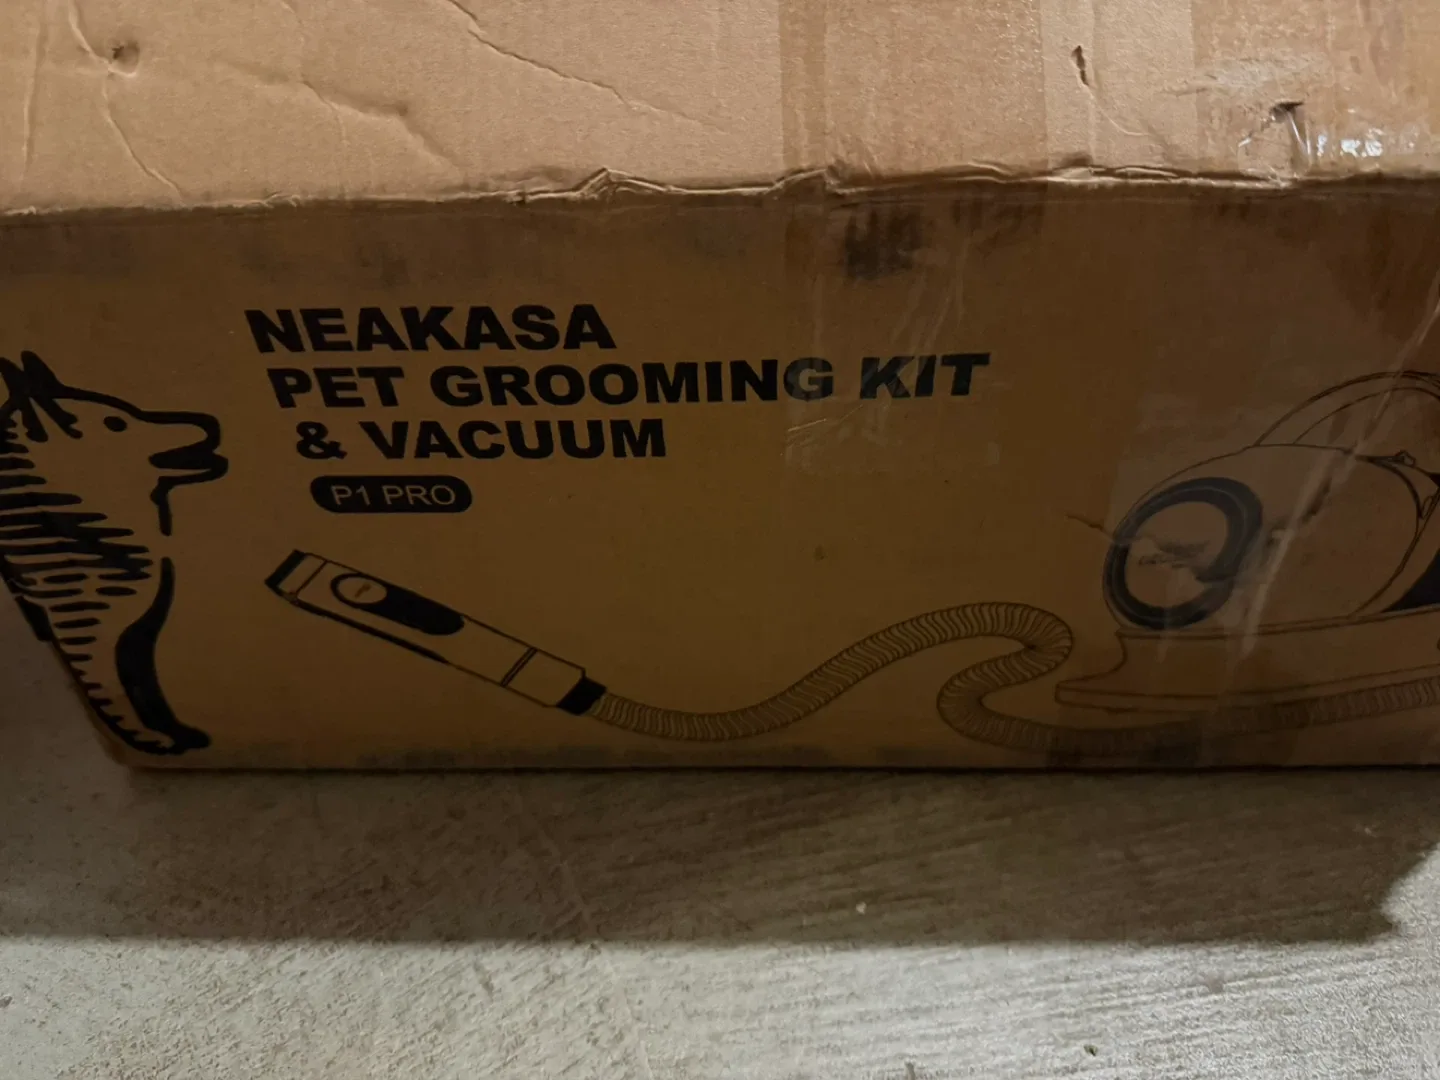 NEAKASA
PET GROOMING KIT
& VACUUM
P1 PRO